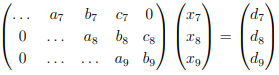 … a₇ b₇ c₇ 0 x₇ d₇
0 … a₈ b₈ c₈ x₈ = d₈
0 … … a₉ b₉ x₉ d₉